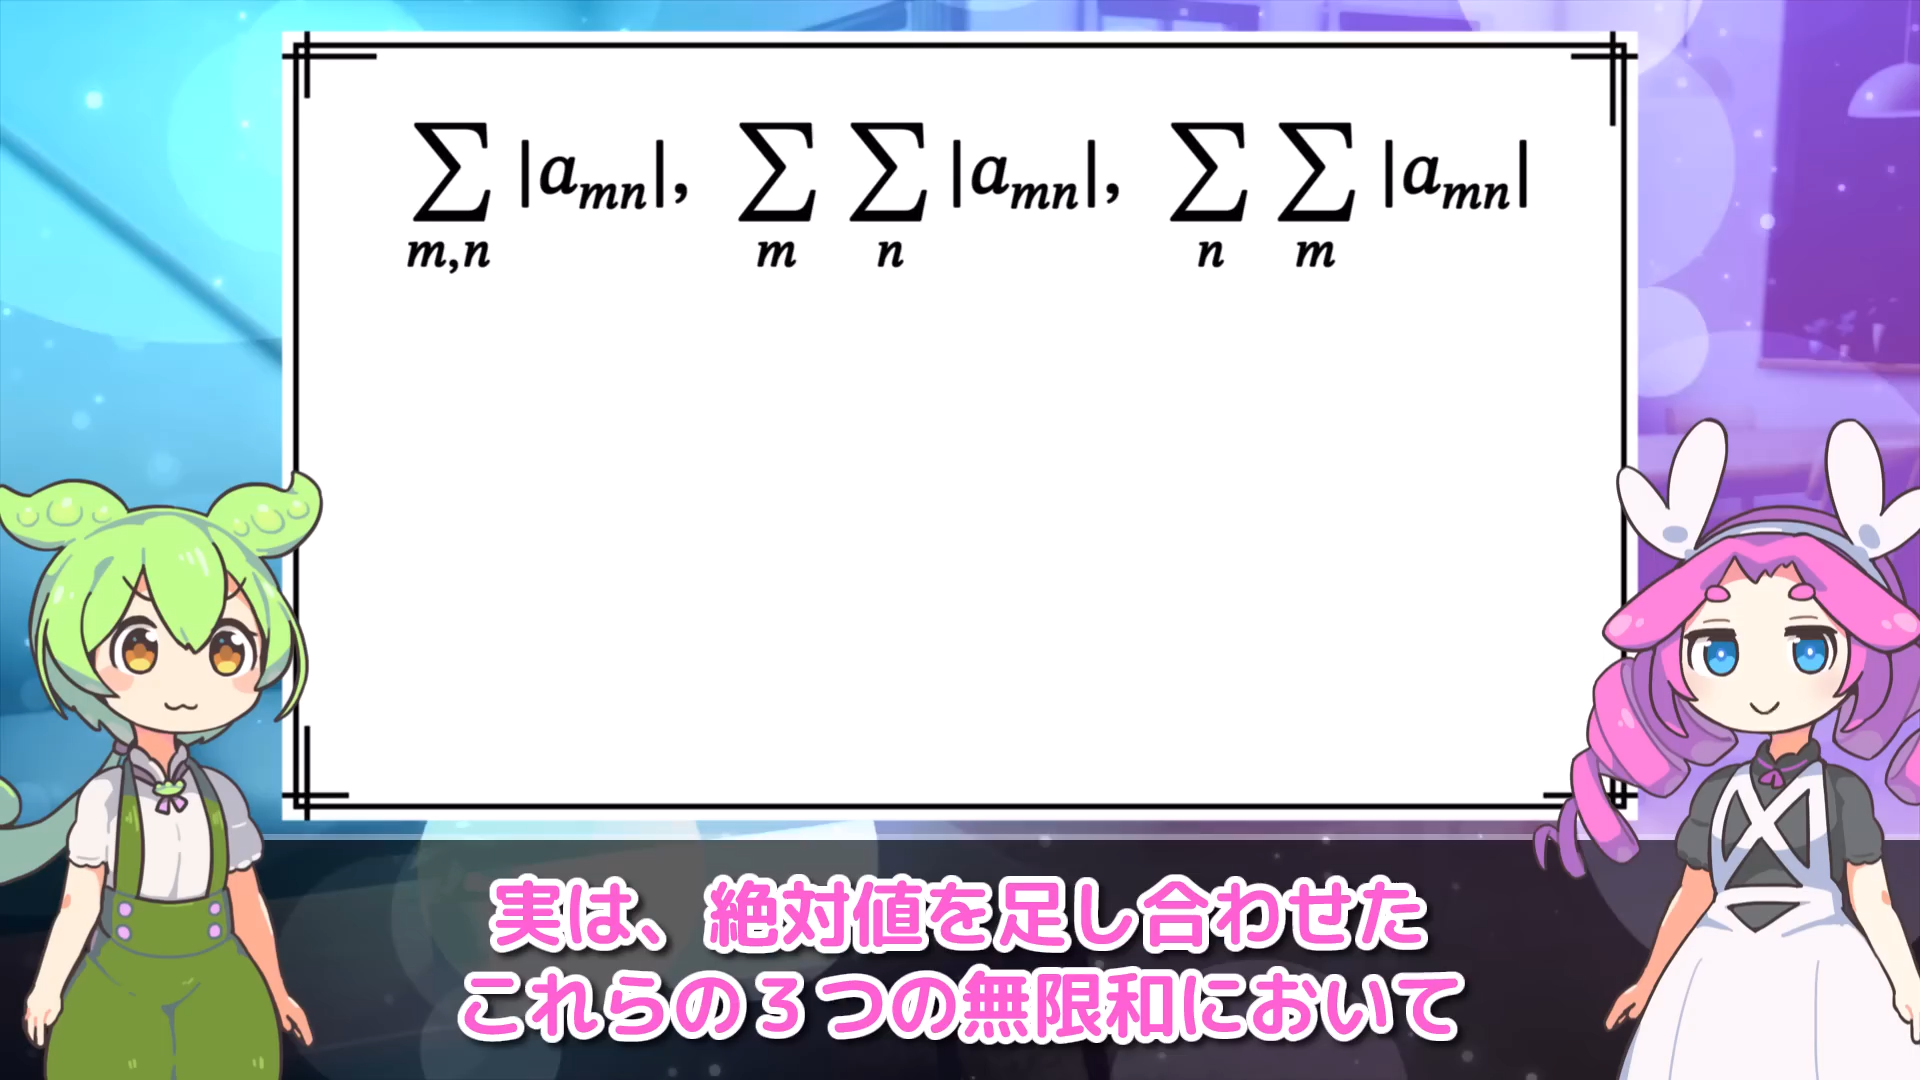 ∑_{m,n} |a_{mn}|, ∑_m ∑_n |a_{mn}|, ∑_n ∑_m |a_{mn}|
実は、絶対値を足し合わせた
これらの３つの無限和において